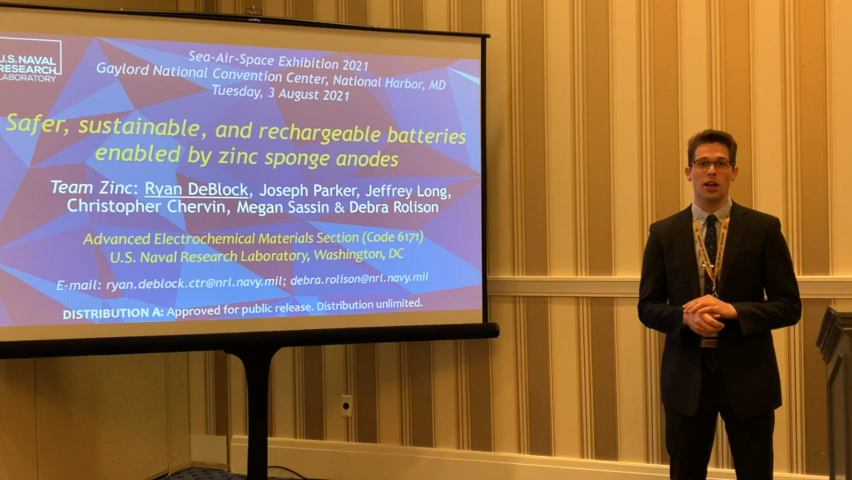 U.S. NAVAL
RESEARCH
LABORATORY
Sea-Air-Space Exhibition 2021
Gaylord National Convention Center, National Harbor, MD
Tuesday, 3 August 2021
Safer, sustainable, and rechargeable batteries
enabled by zinc sponge anodes
Team Zinc: Ryan DeBlock, Joseph Parker, Jeffrey Long,
Christopher Chervin, Megan Sassin & Debra Rolison
Advanced Electrochemical Materials Section (Code 6171)
U.S. Naval Research Laboratory, Washington, DC
E-mail: ryan.deblock.ctr@nrl.navy.mil; debra.rolison@nrl.navy.mil
DISTRIBUTION A: Approved for public release. Distribution unlimited.